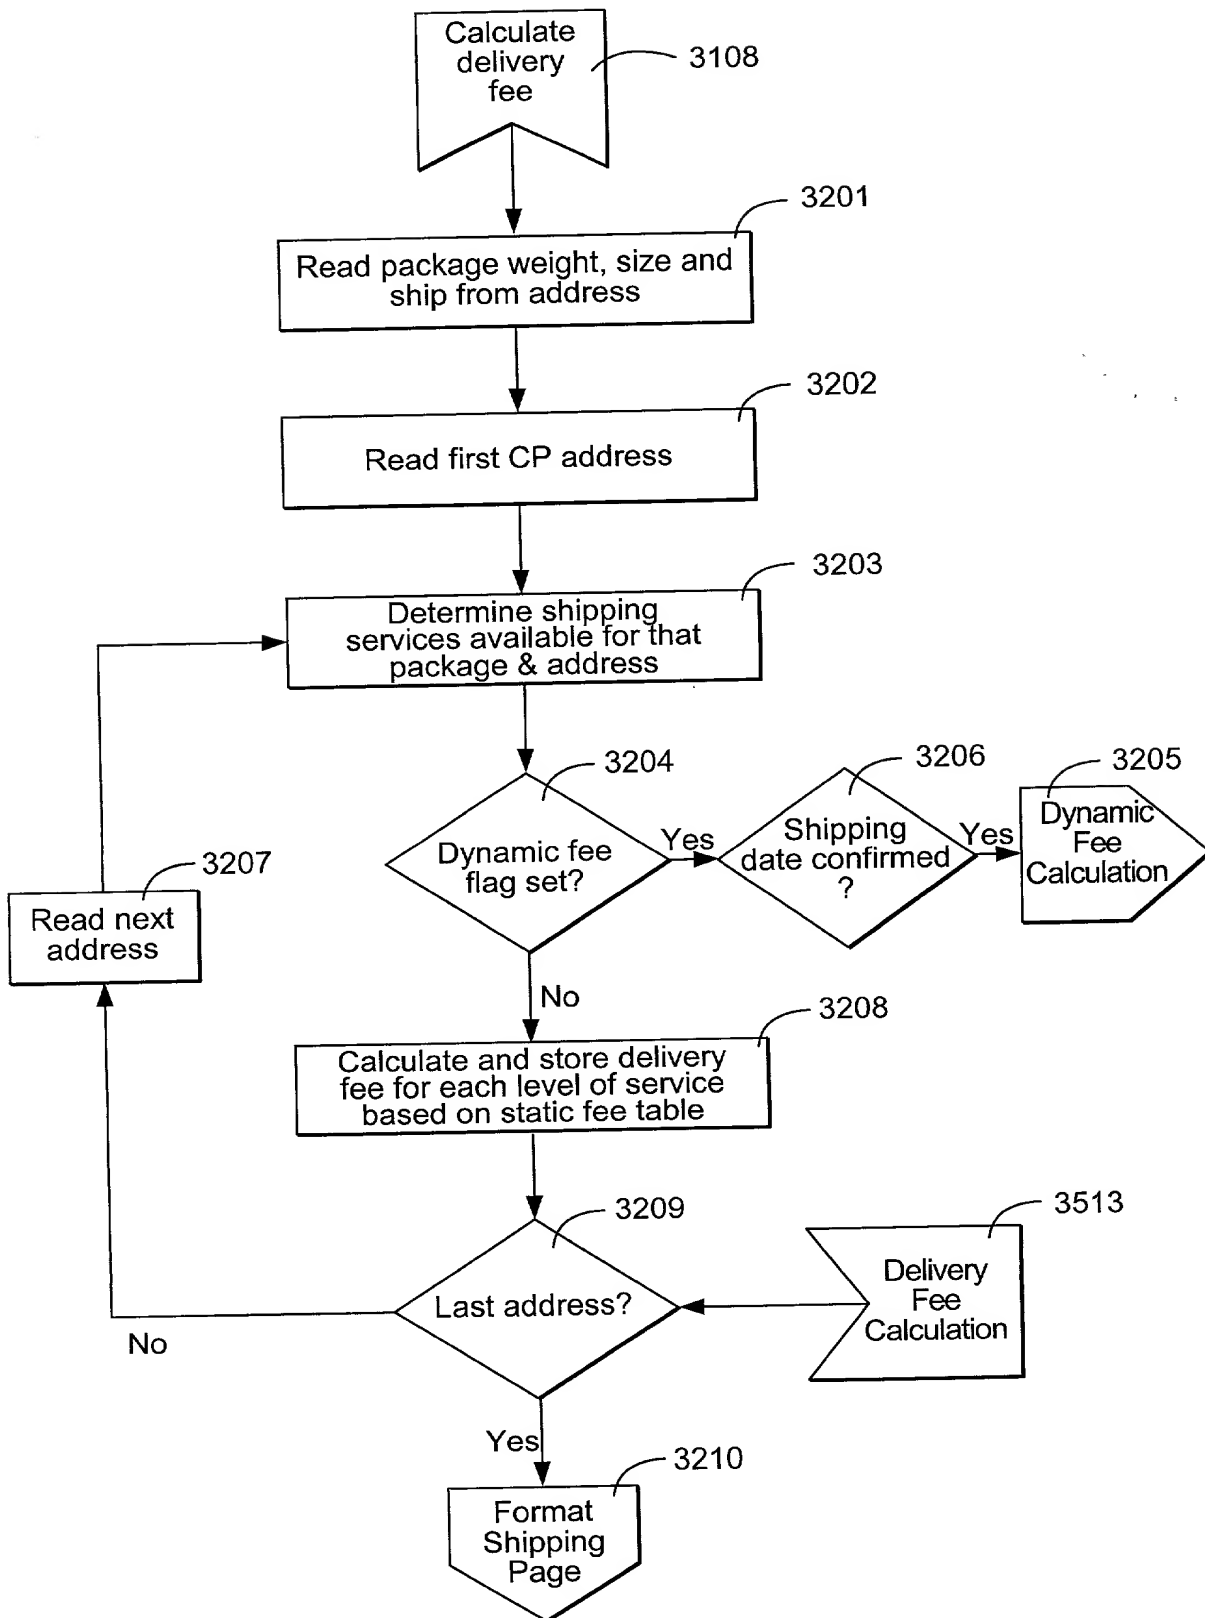 Calculate
delivery
fee
3108
3201
Read package weight, size and
ship from address
3202
Read first CP address
3203
Determine shipping
services available for that
package & address
3204
Dynamic fee
flag set?
Yes
3206
Shipping
date confirmed
?
Yes
3205
Dynamic
Fee
Calculation
3207
Read next
address
No
3208
Calculate and store delivery
fee for each level of service
based on static fee table
3209
Last address?
3513
Delivery
Fee
Calculation
No
Yes
3210
Format
Shipping
Page